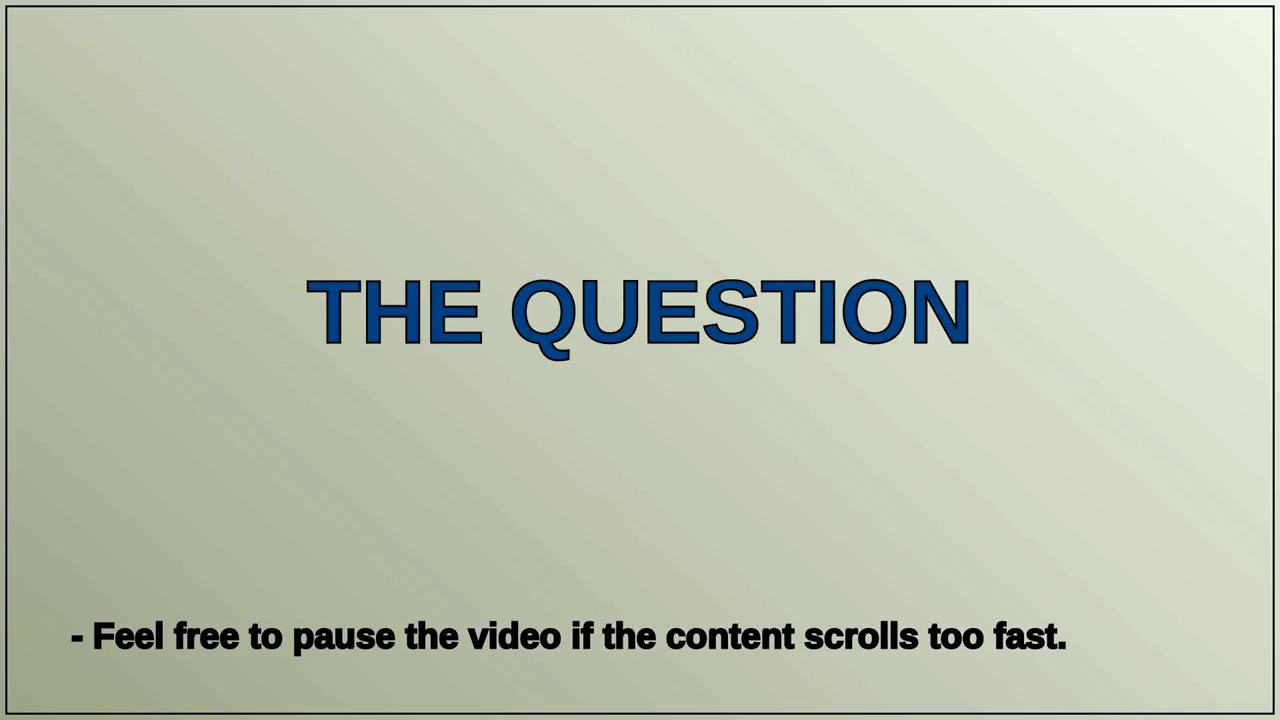 THE QUESTION
- Feel free to pause the video if the content scrolls too fast.